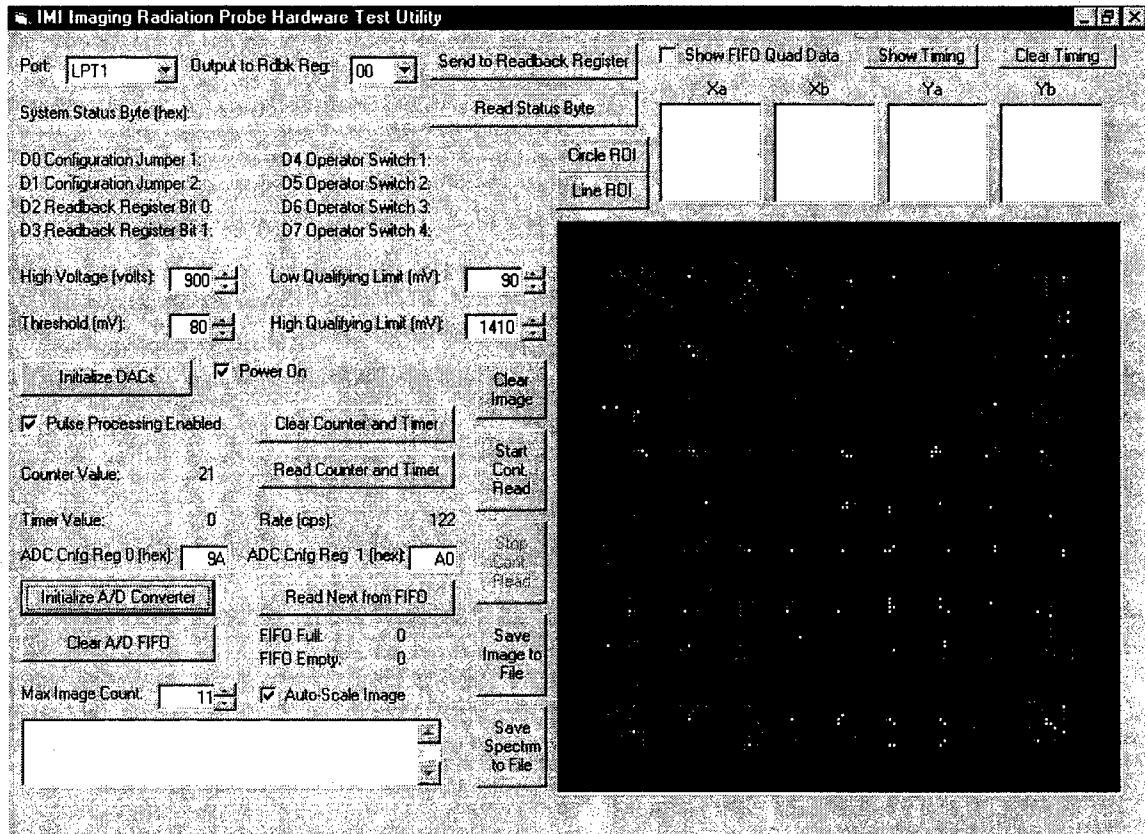 IMI Imaging Radiation Probe Hardware Test Utility
Port: LPT1 Output to Rdbk Reg: 00 Send to Readback Register Show FIFO Quad Data Show Timing Clear Timing
System Status Byte (hex): Read Status Byte Xa Xb Ya Yb
D0 Configuration Jumper 1: D4 Operator Switch 1: Circle ROI
D1 Configuration Jumper 2: D5 Operator Switch 2: Line ROI
D2 Readback Register Bit 0: D6 Operator Switch 3:
D3 Readback Register Bit 1: D7 Operator Switch 4:
High Voltage (volts): 900 Low Qualifying Limit (mV): 90
Threshold (mV): 80 High Qualifying Limit (mV): 1410
Initialize DACs Power On
Clear
Image
Pulse Processing Enabled Clear Counter and Timer
Counter Value: 21 Read Counter and Timer
Start
Cont.
Read
Timer Value: 0 Rate (cps): 122
ADC Cnfg Reg 0 (hex): 9A ADC Cnfg Reg 1 (hex): A0
Stop
Cont.
Read
Initialize A/D Converter Read Next from FIFO
Clear A/D FIFO
FIFO Full: 0
FIFO Empty: 0
Save
Image to
File
Max Image Count: 11 Auto-Scale Image
Save
Spectrm
to File